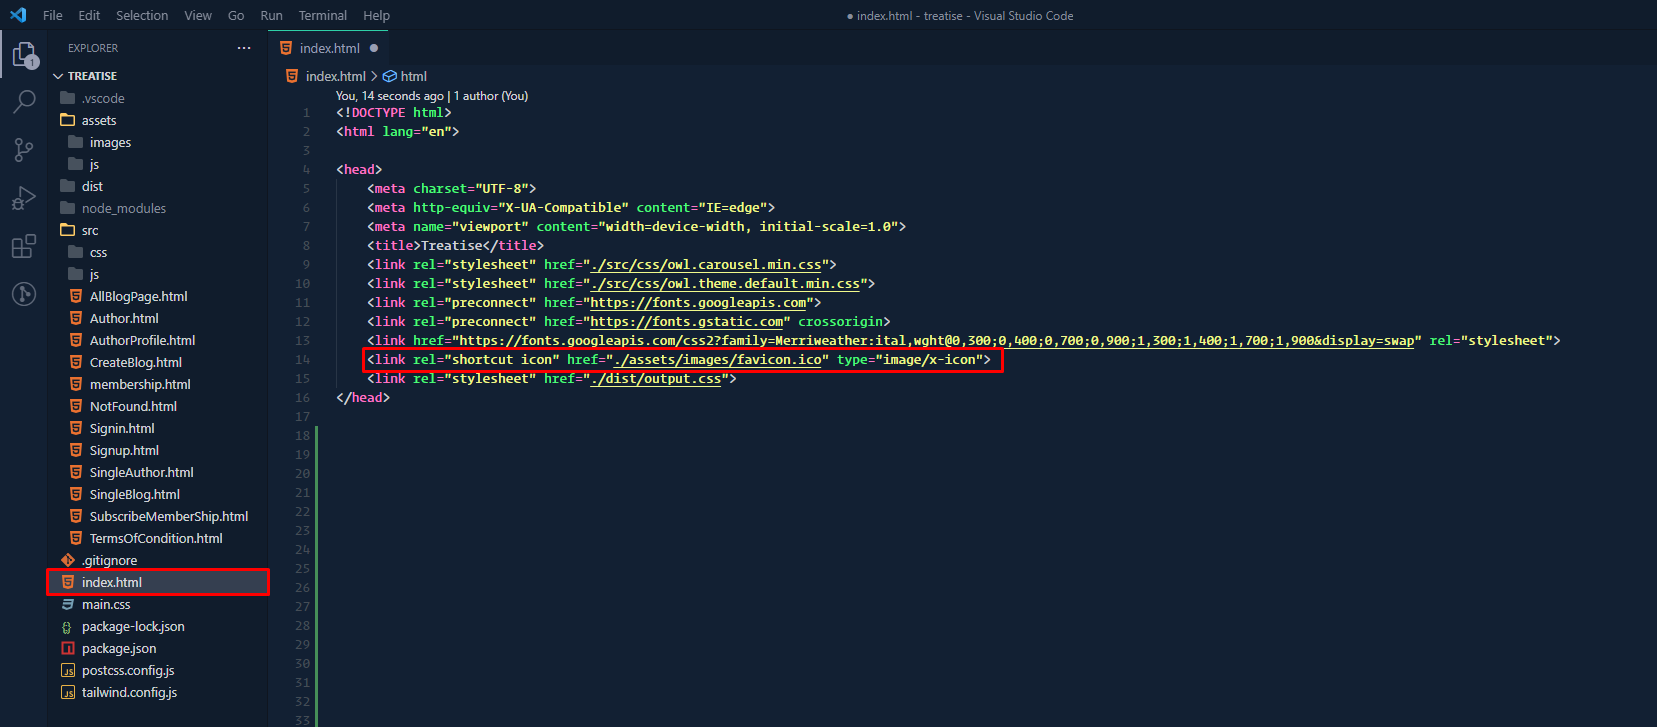 File Edit Selection View Go Run Terminal Help
● index.html - treatise - Visual Studio Code
EXPLORER ···
1
TREATISE
.vscode
assets
images
js
dist
node_modules
src
css
js
AllBlogPage.html
Author.html
AuthorProfile.html
CreateBlog.html
membership.html
NotFound.html
Signin.html
Signup.html
SingleAuthor.html
SingleBlog.html
SubscribeMemberShip.html
TermsOfCondition.html
.gitignore
index.html
main.css
package-lock.json
package.json
JS postcss.config.js
JS tailwind.config.js
index.html ●
index.html > html
You, 14 seconds ago | 1 author (You)
1 <!DOCTYPE html>
2 <html lang="en">
3
4 <head>
5 <meta charset="UTF-8">
6 <meta http-equiv="X-UA-Compatible" content="IE=edge">
7 <meta name="viewport" content="width=device-width, initial-scale=1.0">
8 <title>Treatise</title>
9 <link rel="stylesheet" href="./src/css/owl.carousel.min.css">
10 <link rel="stylesheet" href="./src/css/owl.theme.default.min.css">
11 <link rel="preconnect" href="https://fonts.googleapis.com">
12 <link rel="preconnect" href="https://fonts.gstatic.com" crossorigin>
13 <link href="https://fonts.googleapis.com/css2?family=Merriweather:ital,wght@0,300;0,400;0,700;0,900;1,300;1,400;1,700;1,900&display=swap" rel="stylesheet">
14 <link rel="shortcut icon" href="./assets/images/favicon.ico" type="image/x-icon">
15 <link rel="stylesheet" href="./dist/output.css">
16 </head>
17
18
19
20
21
22
23
24
25
26
27
28
29
30
31
32
33